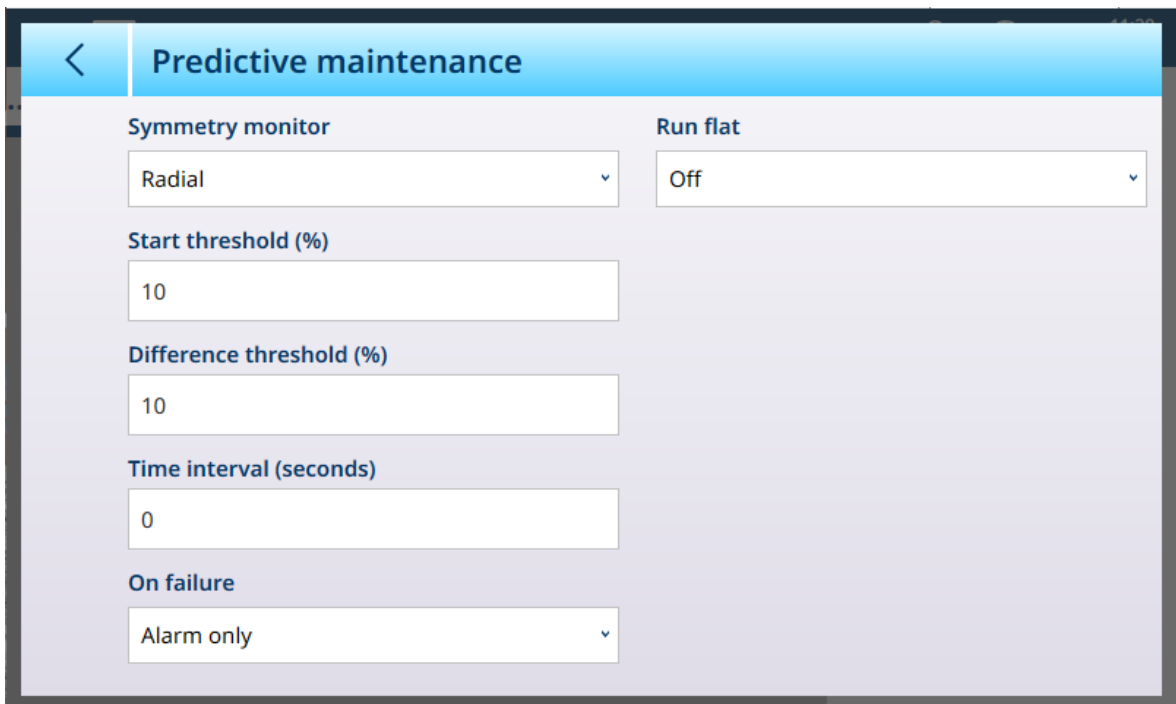 Predictive maintenance
Symmetry monitor
Radial
Run flat
Off
Start threshold (%)
10
Difference threshold (%)
10
Time interval (seconds)
0
On failure
Alarm only